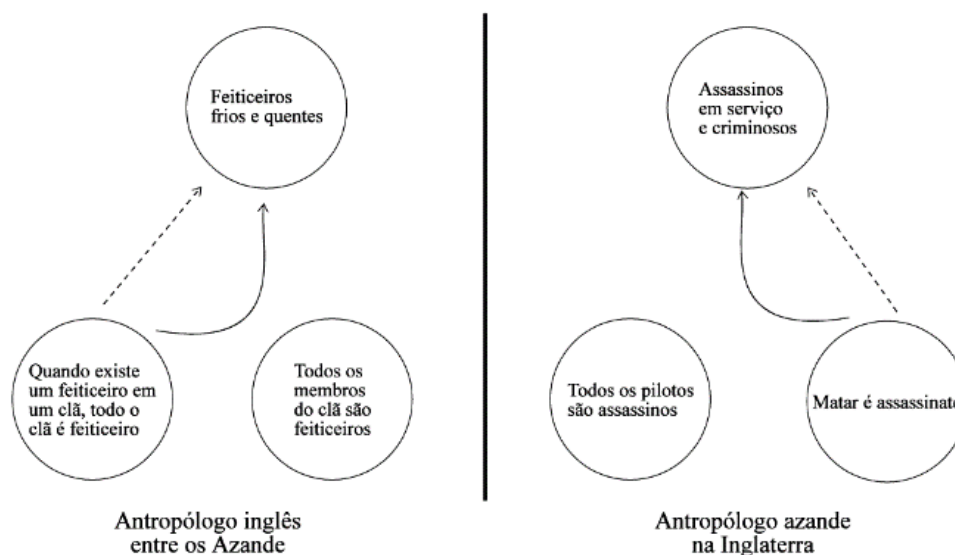 Feiticeiros
frios e quentes
Quando existe
um feiticeiro em
um clã, todo o
clã é feiticeiro
Todos os
membros
do clã são
feiticeiros
Antropólogo inglês
entre os Azande
Assassinos
em serviço
e criminosos
Todos os pilotos
são assassinos
Matar é assassinato
Antropólogo azande
na Inglaterra